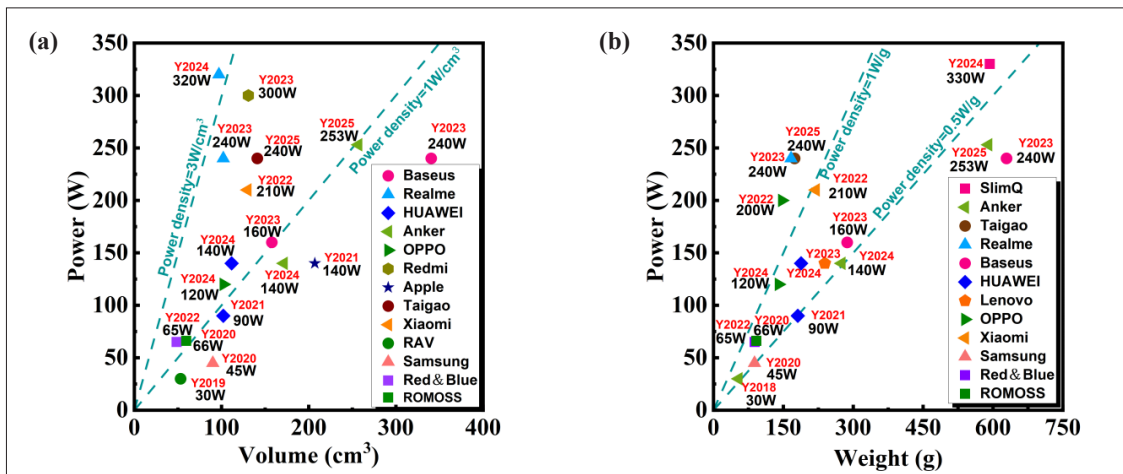 (a)
Power (W)
350
300
250
200
150
100
50
0
0
100
200
300
400
Volume (cm³)
Power density=3W/cm³
Power density=1W/cm³
Y2024
320W
Y2023
300W
Y2023
240W
Y2025
240W
Y2025
253W
Y2023
240W
Y2022
210W
Y2023
160W
Y2024
140W
Y2024
140W
Y2021
140W
Y2024
120W
Y2021
90W
Y2022
65W
Y2020
66W
Y2020
45W
Y2019
30W
Baseus
Realme
HUAWEI
Anker
OPPO
Redmi
Apple
Taigao
Xiaomi
RAV
Samsung
Red&Blue
ROMOSS
(b)
Power (W)
350
300
250
200
150
100
50
0
0
150
300
450
600
750
Weight (g)
Power density=1W/g
Power density=0.5W/g
Y2024
330W
Y2025
240W
Y2023
240W
Y2025
253W
Y2023
240W
Y2022
200W
Y2022
210W
Y2023
160W
Y2023
Y2024
Y2024
140W
Y2024
120W
Y2021
90W
Y2022
65W
Y2020
66W
Y2020
45W
Y2018
30W
SlimQ
Anker
Taigao
Realme
Baseus
HUAWEI
Lenovo
OPPO
Xiaomi
Samsung
Red&Blue
ROMOSS